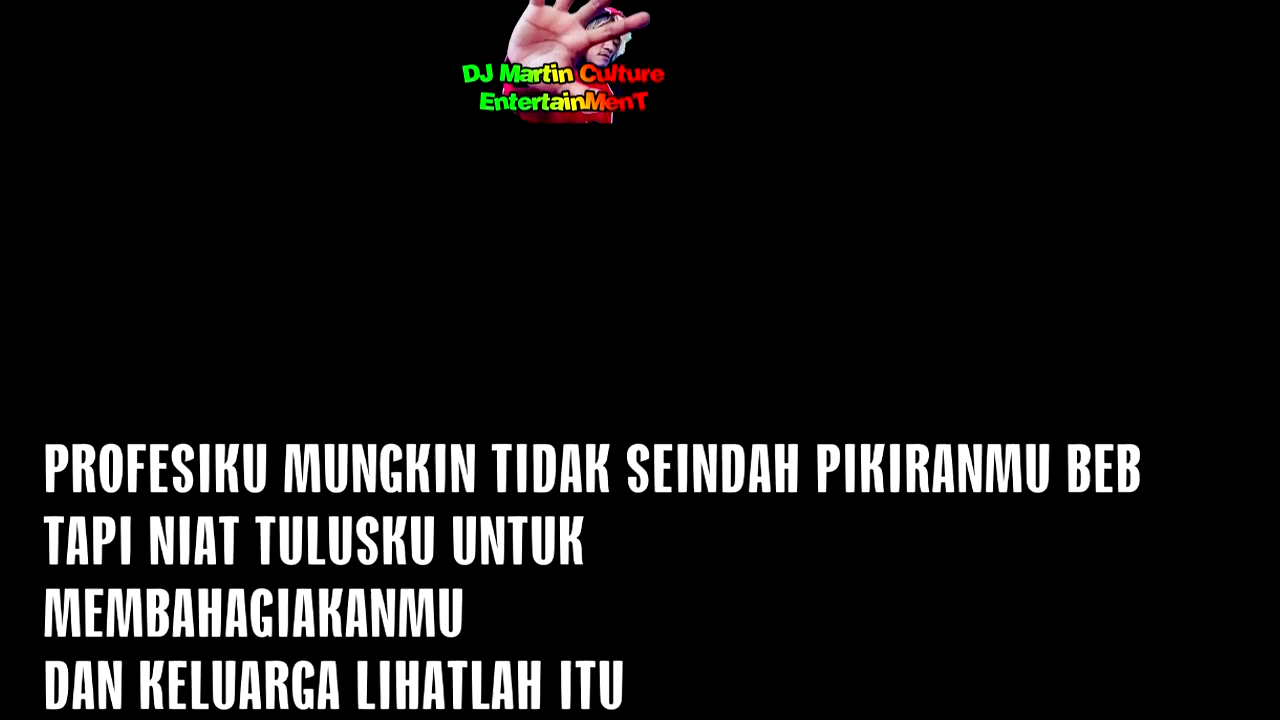 DJ Martin Culture
EntertainMenT
PROFESIKU MUNGKIN TIDAK SEINDAH PIKIRANMU BEB
TAPI NIAT TULUSKU UNTUK
MEMBAHAGIAKANMU
DAN KELUARGA LIHATLAH ITU